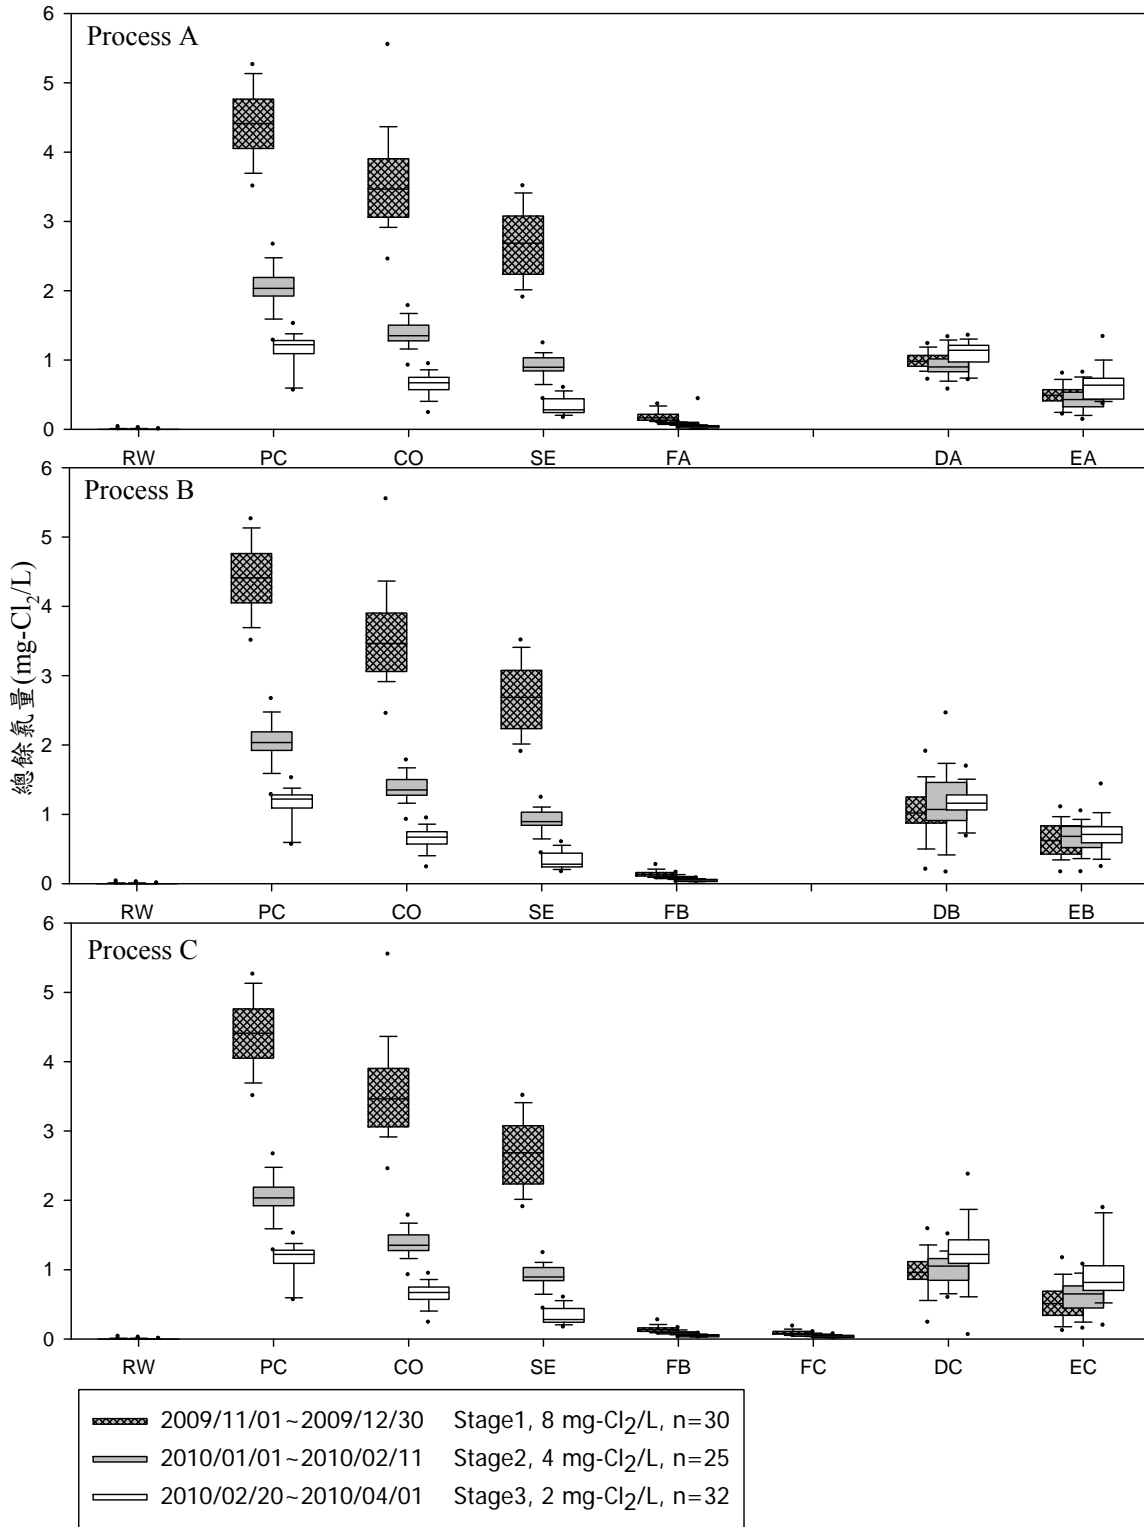 6
Process A
5
4
3
2
1
0
RW PC CO SE FA DA EA
6
Process B
5
4
3
2
1
0
RW PC CO SE FB DB EB
總餘氯量(mg-Cl₂/L)
6
Process C
5
4
3
2
1
0
RW PC CO SE FB FC DC EC
2009/11/01~2009/12/30 Stage1, 8 mg-Cl₂/L, n=30
2010/01/01~2010/02/11 Stage2, 4 mg-Cl₂/L, n=25
2010/02/20~2010/04/01 Stage3, 2 mg-Cl₂/L, n=32